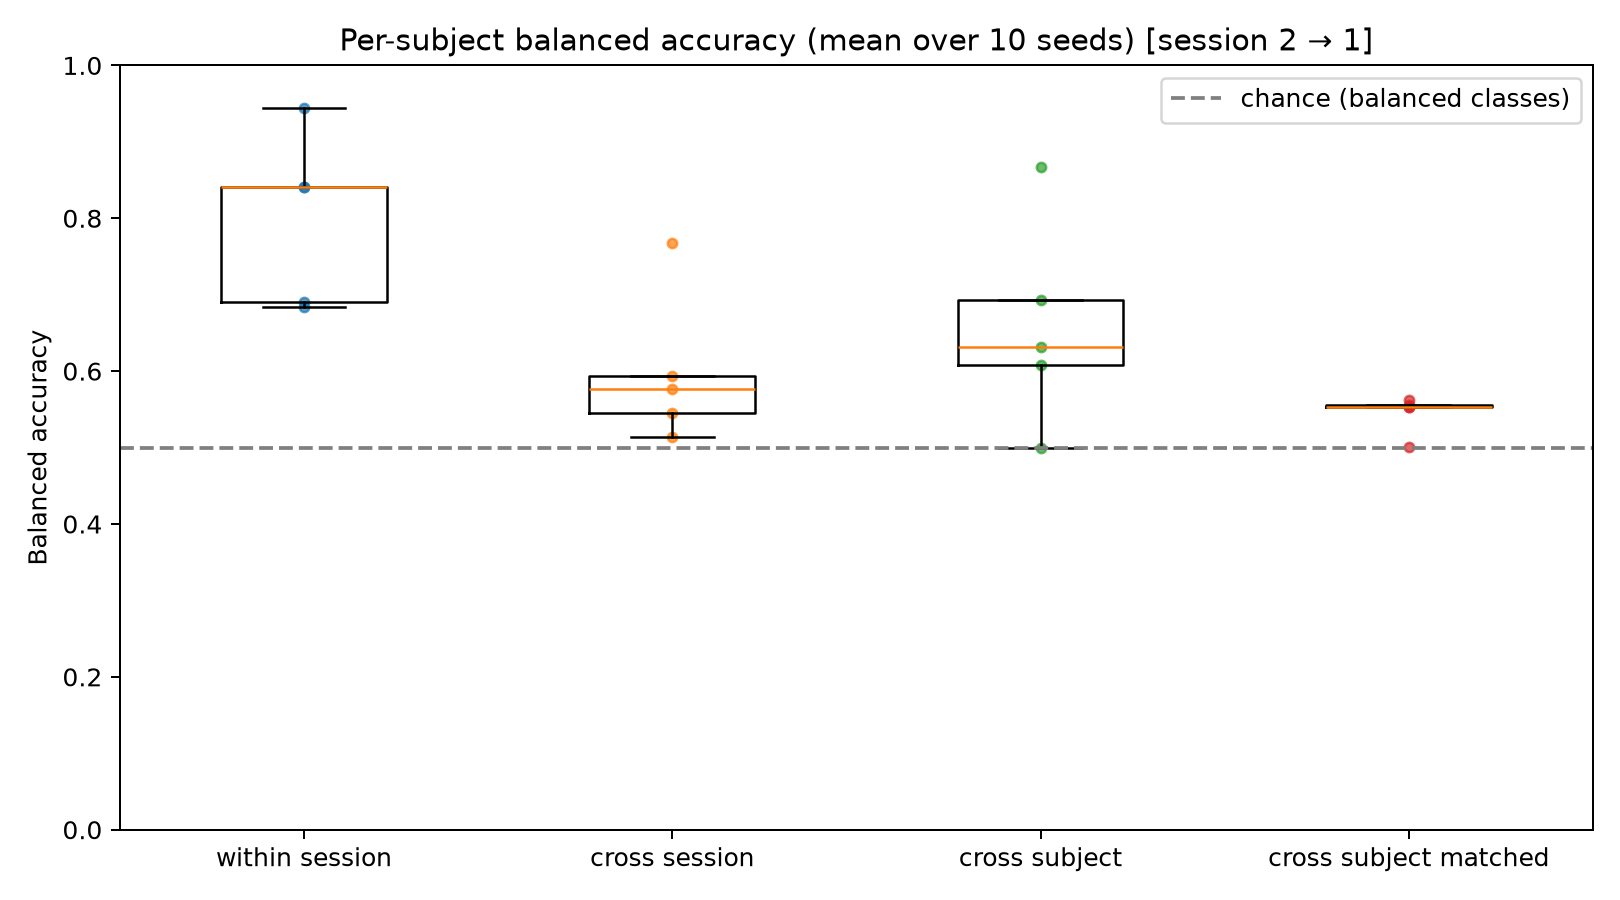 Per-subject balanced accuracy (mean over 10 seeds) [session 2 → 1]
chance (balanced classes)
Balanced accuracy
1.0
0.8
0.6
0.4
0.2
0.0
within session
cross session
cross subject
cross subject matched